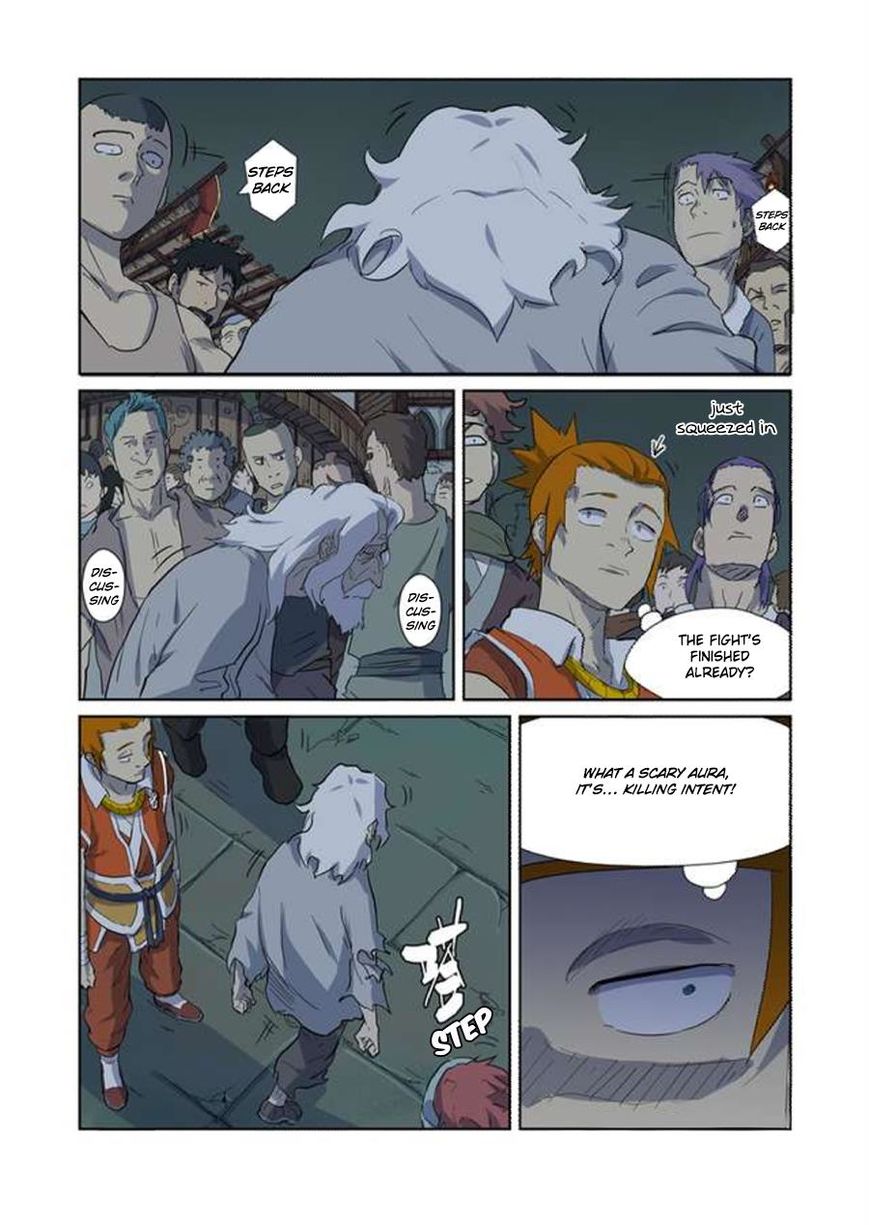 STEPS
BACK
STEPS
BACK
DIS-
CUS-
SING
DIS-
CUS-
SING
just
squeezed in
THE FIGHT'S
FINISHED
ALREADY?
STEP
WHAT A SCARY AURA,
IT'S... KILLING INTENT!